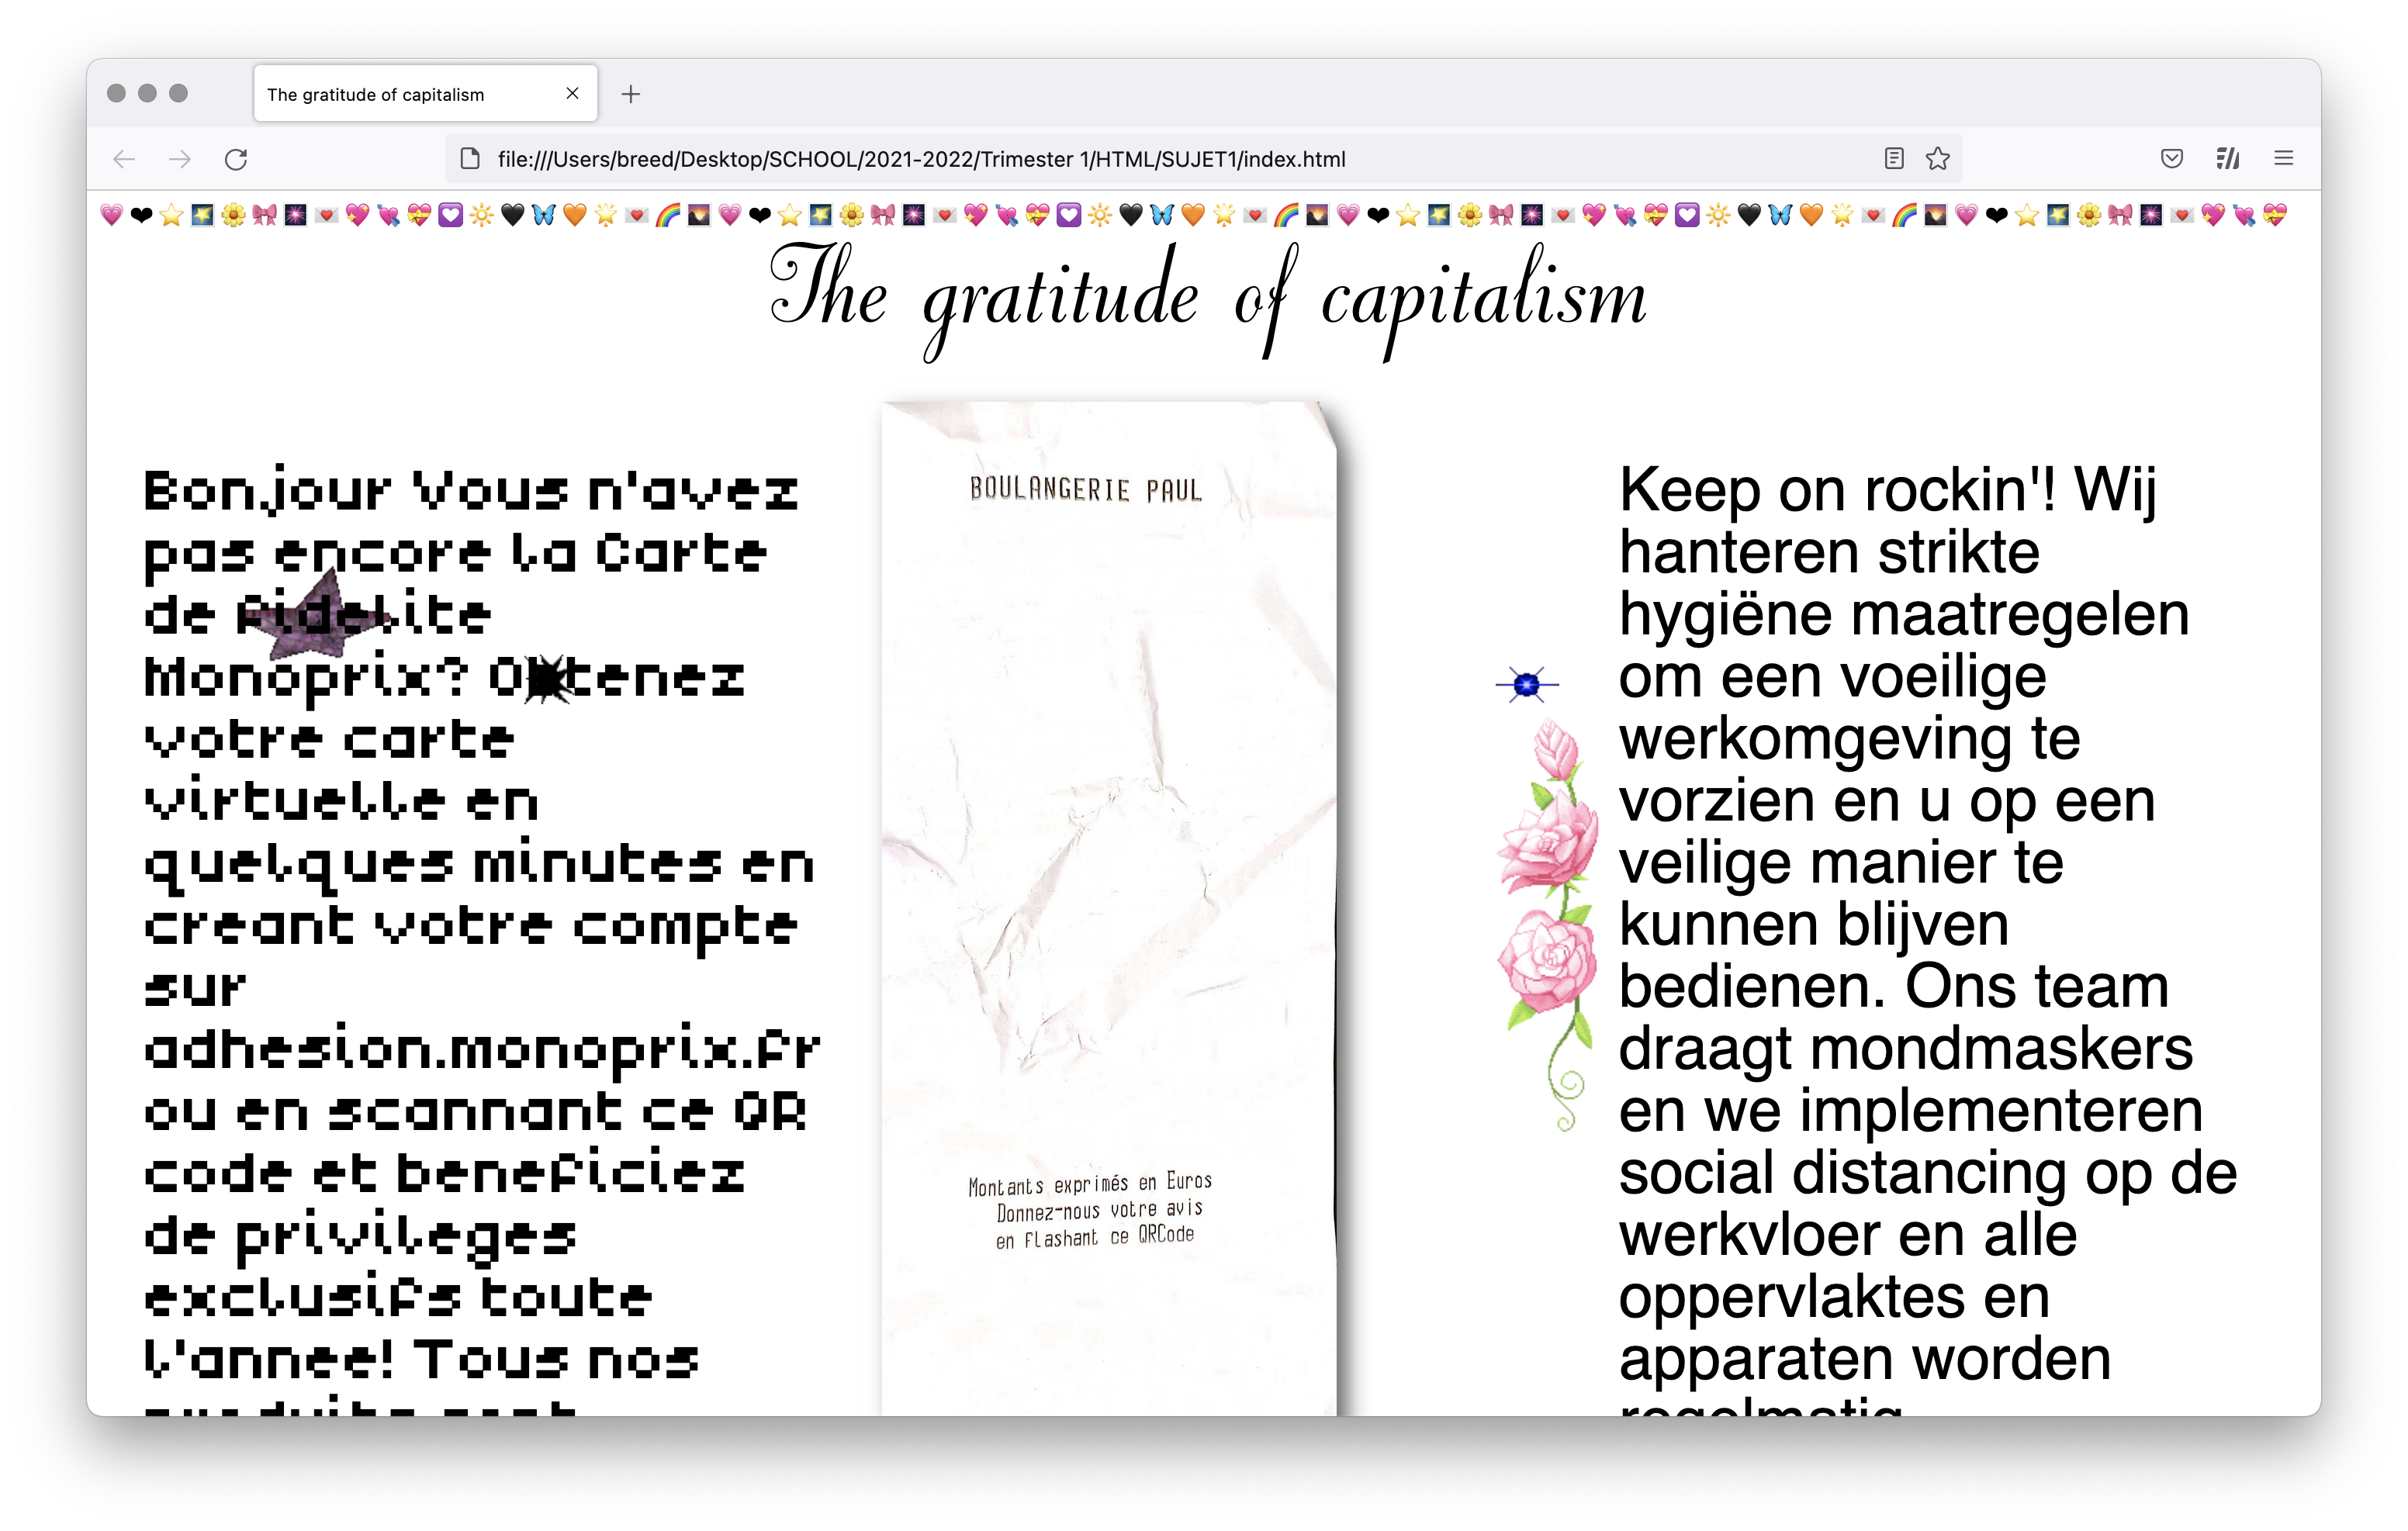 The gratitude of capitalism
file:///Users/breed/Desktop/SCHOOL/2021-2022/Trimester 1/HTML/SUJET1/index.html
The gratitude of capitalism
Bonjour Vous n'avez
pas encore la Carte
de fidelite
Monoprix? Obtenez
votre carte
virtuelle en
quelques minutes en
creant votre compte
sur
adhesion.monoprix.fr
ou en scannant ce QR
code et beneficiez
de privileges
exclusifs toute
l'annee! Tous nos
BOULANGERIE PAUL
Montants exprimés en Euros
Donnez-nous votre avis
en flashant ce QRCode
Keep on rockin'! Wij
hanteren strikte
hygiëne maatregelen
om een voeilige
werkomgeving te
vorzien en u op een
veilige manier te
kunnen blijven
bedienen. Ons team
draagt mondmaskers
en we implementeren
social distancing op de
werkvloer en alle
oppervlaktes en
apparaten worden